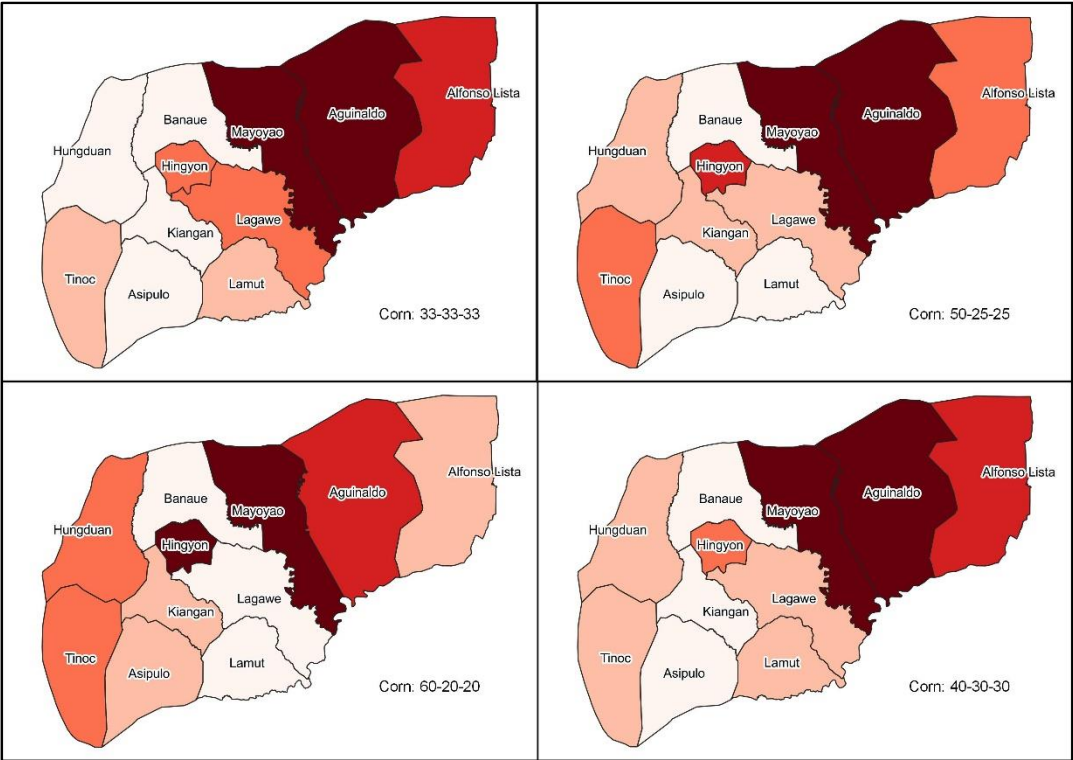 Alfonso Lista
Aguinaldo
Banaue
Mayoyao
Hungduan
Hingyon
Lagawe
Kiangan
Tinoc
Lamut
Asipulo
Corn: 33-33-33
Alfonso Lista
Aguinaldo
Banaue
Mayoyao
Hungduan
Hingyon
Lagawe
Kiangan
Tinoc
Lamut
Asipulo
Corn: 50-25-25
Alfonso Lista
Aguinaldo
Banaue
Mayoyao
Hungduan
Hingyon
Lagawe
Kiangan
Tinoc
Lamut
Asipulo
Corn: 60-20-20
Alfonso Lista
Aguinaldo
Banaue
Mayoyao
Hungduan
Hingyon
Lagawe
Kiangan
Tinoc
Lamut
Asipulo
Corn: 40-30-30